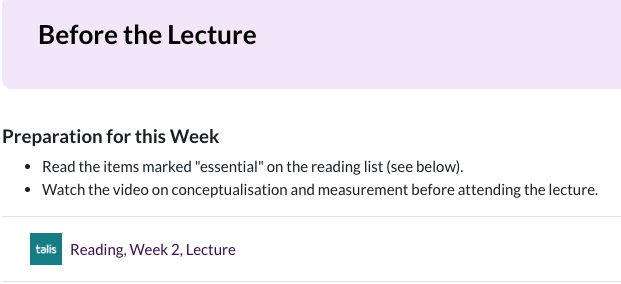 Before the Lecture
Preparation for this Week
• Read the items marked "essential" on the reading list (see below).
• Watch the video on conceptualisation and measurement before attending the lecture.
talis Reading, Week 2, Lecture